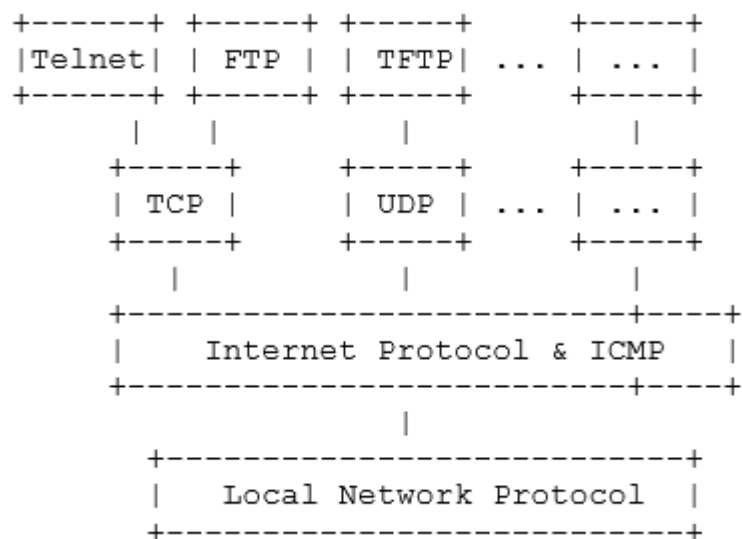 +------+ +-----+ +-----+       +-----+
|Telnet| | FTP | | TFTP|  ...  | ... |
+------+ +-----+ +-----+       +-----+
      |   |         |              |
     +-----+     +-----+       +-----+
     | TCP |     | UDP |  ...  | ... |
     +-----+     +-----+       +-----+
        |           |              |
     +--------------------------+----+
     |    Internet Protocol & ICMP   |
     +--------------------------+----+
                    |
       +---------------------------+
       |   Local Network Protocol  |
       +---------------------------+